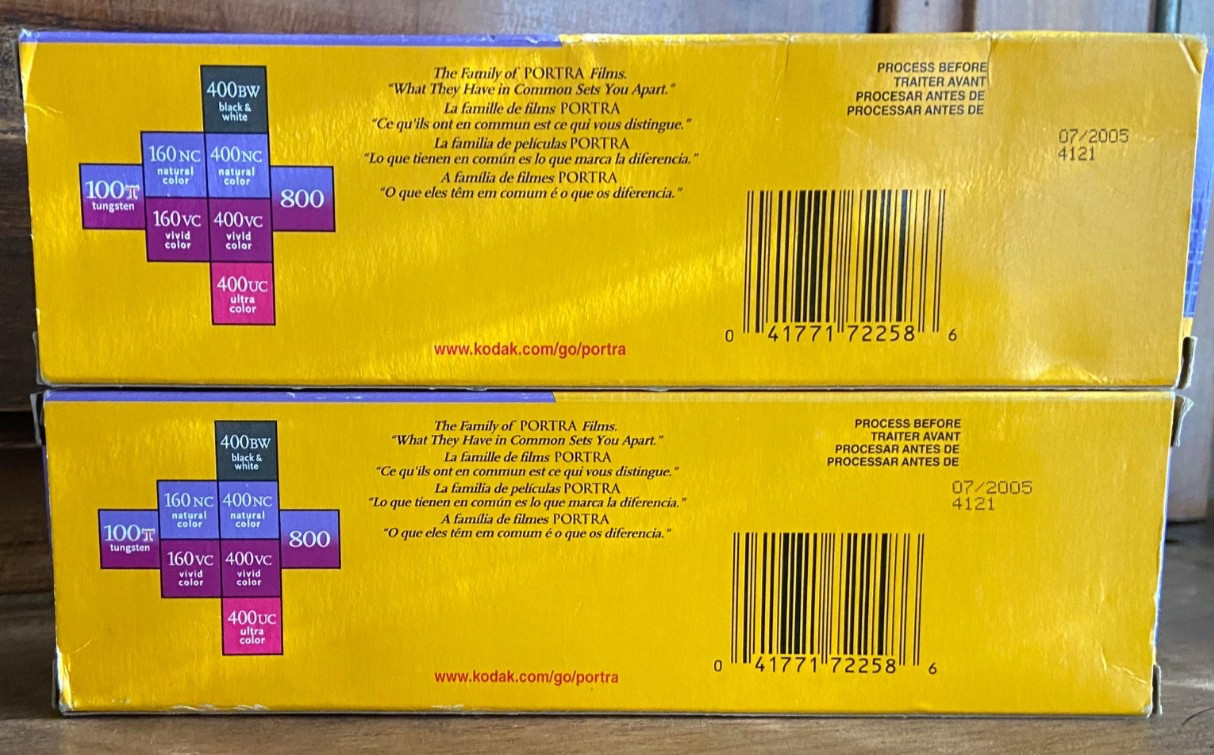 400BW
black &
white
160NC 400NC
natural color natural color
100T
tungsten
800
160VC 400VC
vivid color vivid color
400UC
ultra
color
The Family of PORTRA Films.
"What They Have in Common Sets You Apart."
La famille de films PORTRA
"Ce qu'ils ont en commun est ce qui vous distingue."
La familia de películas PORTRA
"Lo que tienen en común es lo que marca la diferencia."
A família de filmes PORTRA
"O que eles têm em comum é o que os diferencia."
www.kodak.com/go/portra
PROCESS BEFORE
TRAITER AVANT
PROCESAR ANTES DE
PROCESSAR ANTES DE
07/2005
4121
0 41771 72258 6
400BW
black &
white
160NC 400NC
natural color natural color
100T
tungsten
800
160VC 400VC
vivid color vivid color
400UC
ultra
color
The Family of PORTRA Films.
"What They Have in Common Sets You Apart."
La famille de films PORTRA
"Ce qu'ils ont en commun est ce qui vous distingue."
La familia de películas PORTRA
"Lo que tienen en común es lo que marca la diferencia."
A família de filmes PORTRA
"O que eles têm em comum é o que os diferencia."
www.kodak.com/go/portra
PROCESS BEFORE
TRAITER AVANT
PROCESAR ANTES DE
PROCESSAR ANTES DE
07/2005
4121
0 41771 72258 6